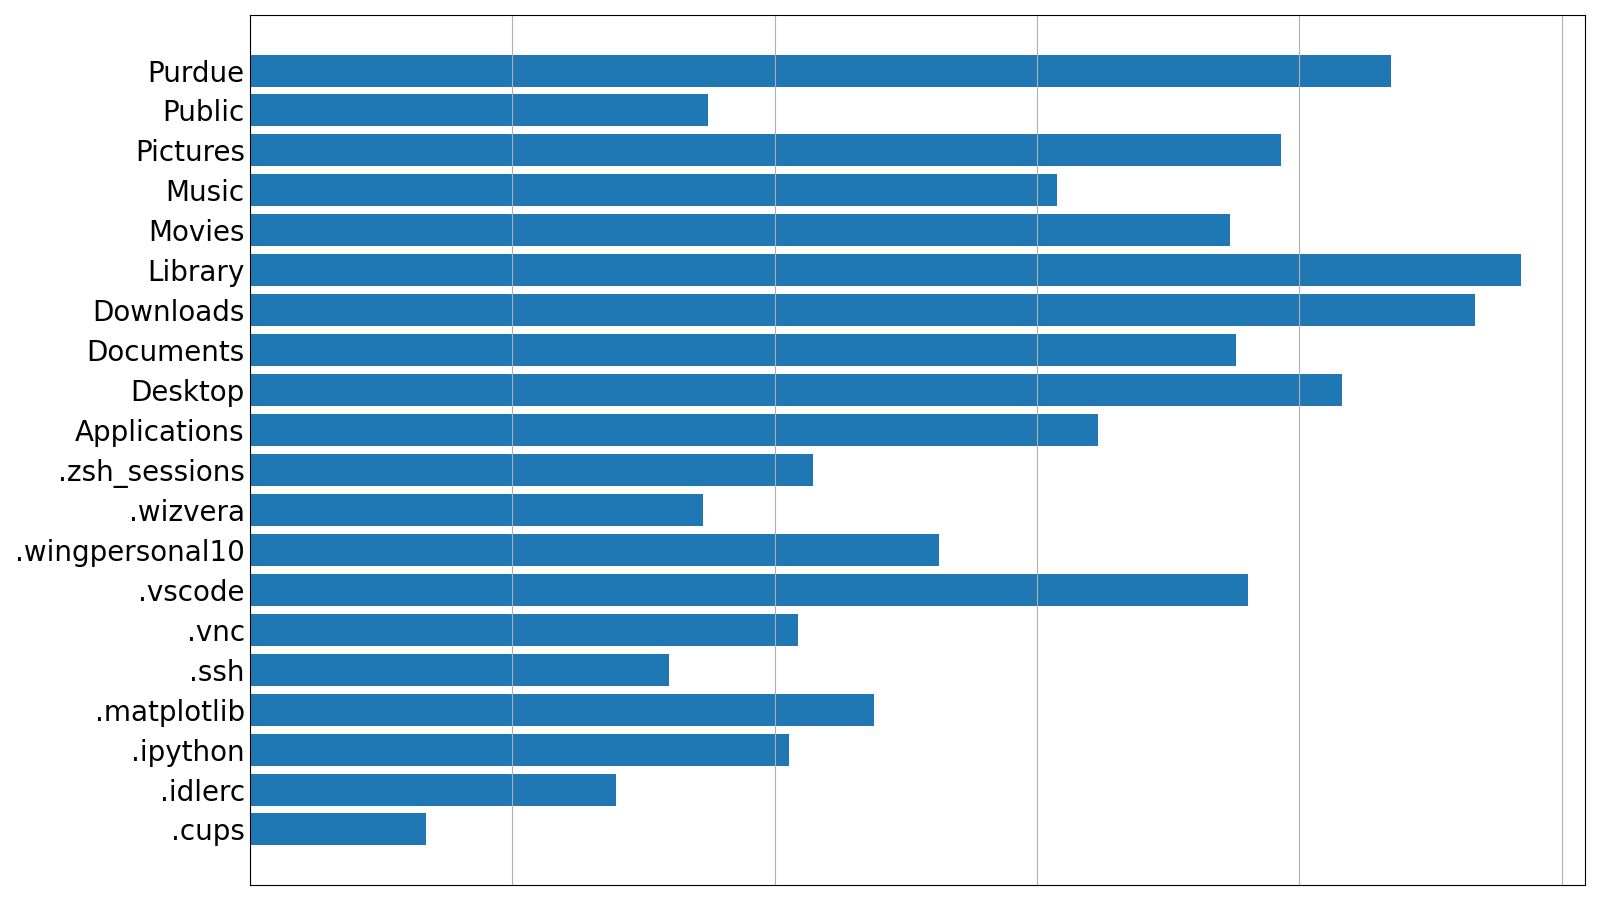 Purdue
Public
Pictures
Music
Movies
Library
Downloads
Documents
Desktop
Applications
.zsh_sessions
.wizvera
.wingpersonal10
.vscode
.vnc
.ssh
.matplotlib
.ipython
.idlerc
.cups